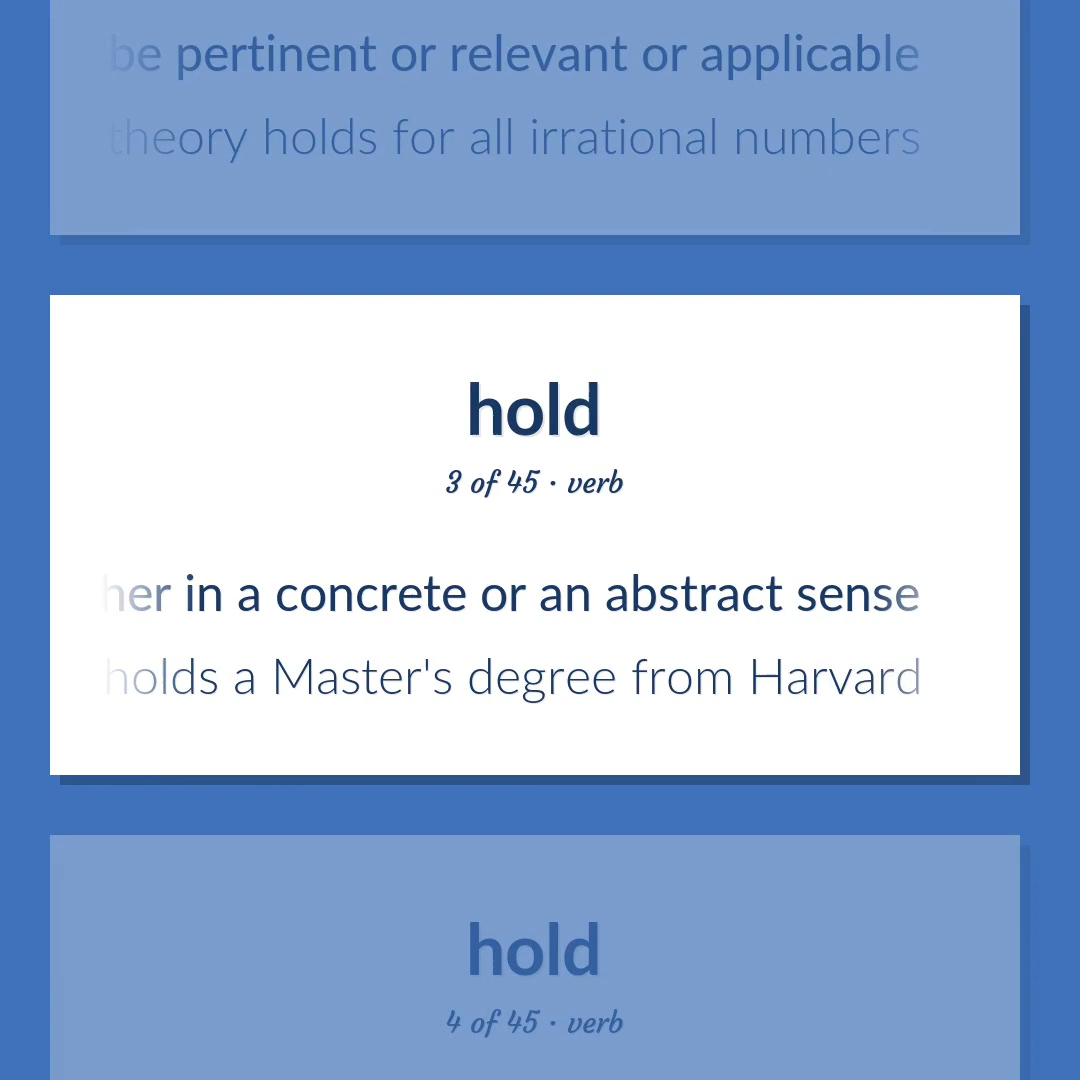 be pertinent or relevant or applicable
theory holds for all irrational numbers
hold
3 of 45 · verb
her in a concrete or an abstract sense
holds a Master's degree from Harvard
hold
4 of 45 · verb